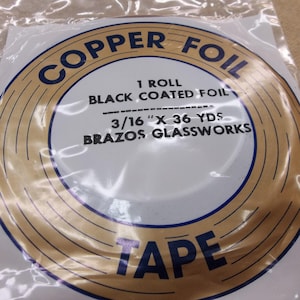 COPPER FOIL
1 ROLL
BLACK COATED FOIL
--------------------
3/16" X 36 YDS
BRAZOS GLASSWORKS
TAPE